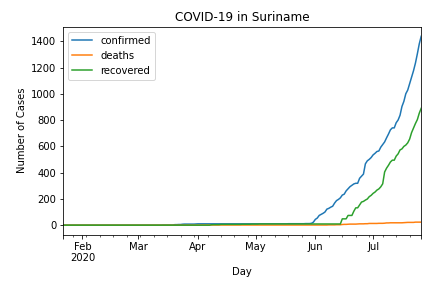 COVID-19 in Suriname
confirmed
deaths
recovered
Number of Cases
1400
1200
1000
800
600
400
200
0
Feb
2020
Mar
Apr
May
Jun
Jul
Day